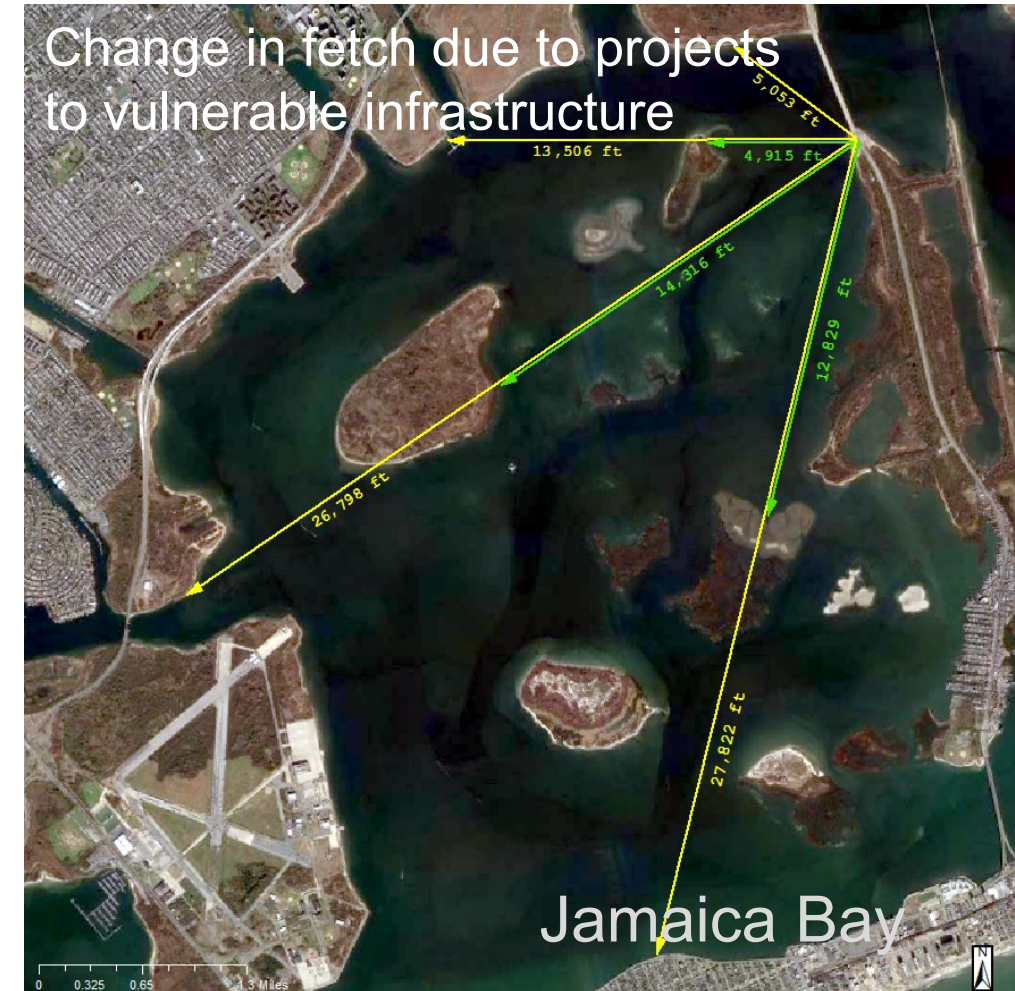 Change in fetch due to projects
to vulnerable infrastructure
5,053 ft
13,506 ft
4,915 ft
14,316 ft
12,829 ft
26,798 ft
27,822 ft
Jamaica Bay
N
0 0.325 0.65 1.3 Miles